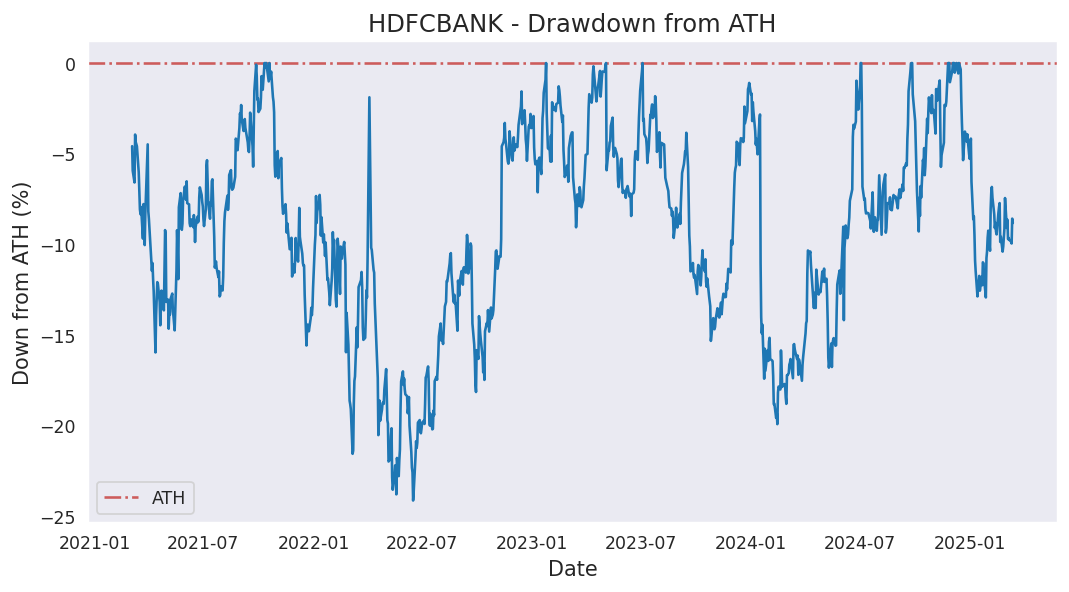 HDFCBANK - Drawdown from ATH
Down from ATH (%)
0
−5
−10
−15
−20
−25
ATH
2021-01 2021-07 2022-01 2022-07 2023-01 2023-07 2024-01 2024-07 2025-01
Date